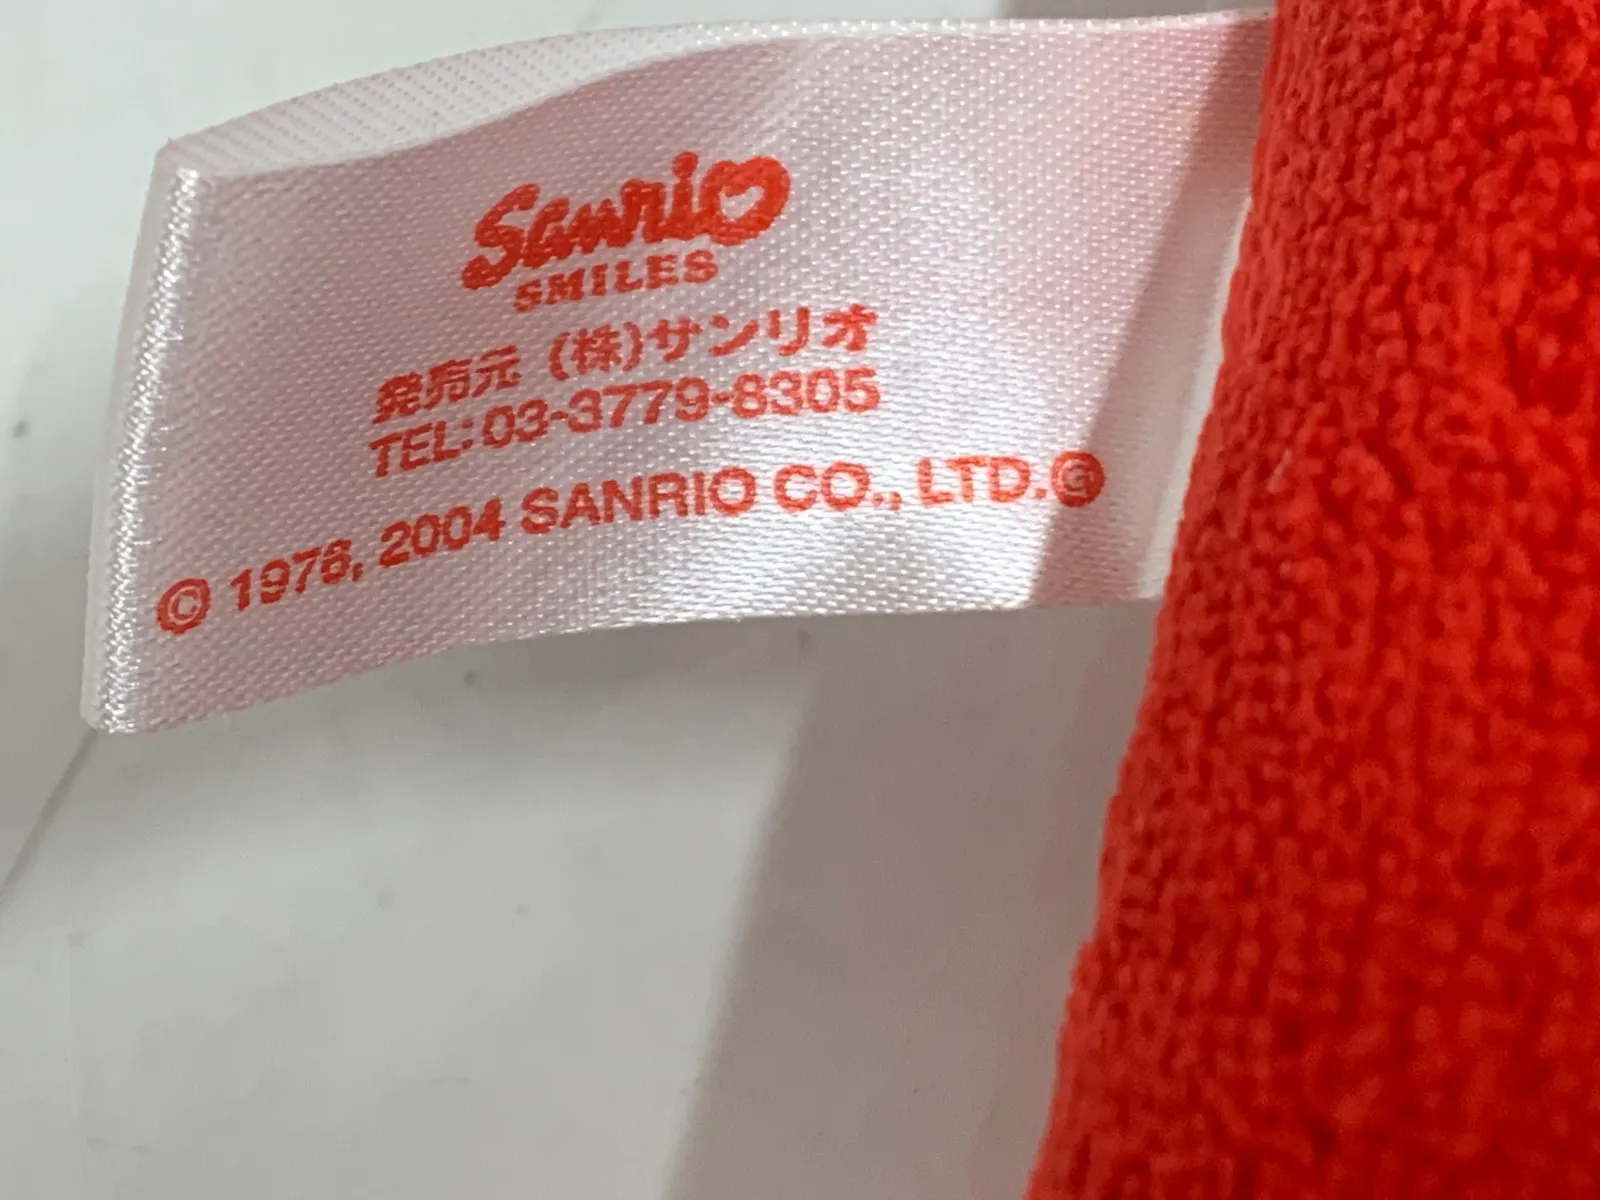 Sanrio
SMILES
発売元 (株)サンリオ
TEL: 03-3779-8305
© 1976, 2004 SANRIO CO., LTD. Ⓖ